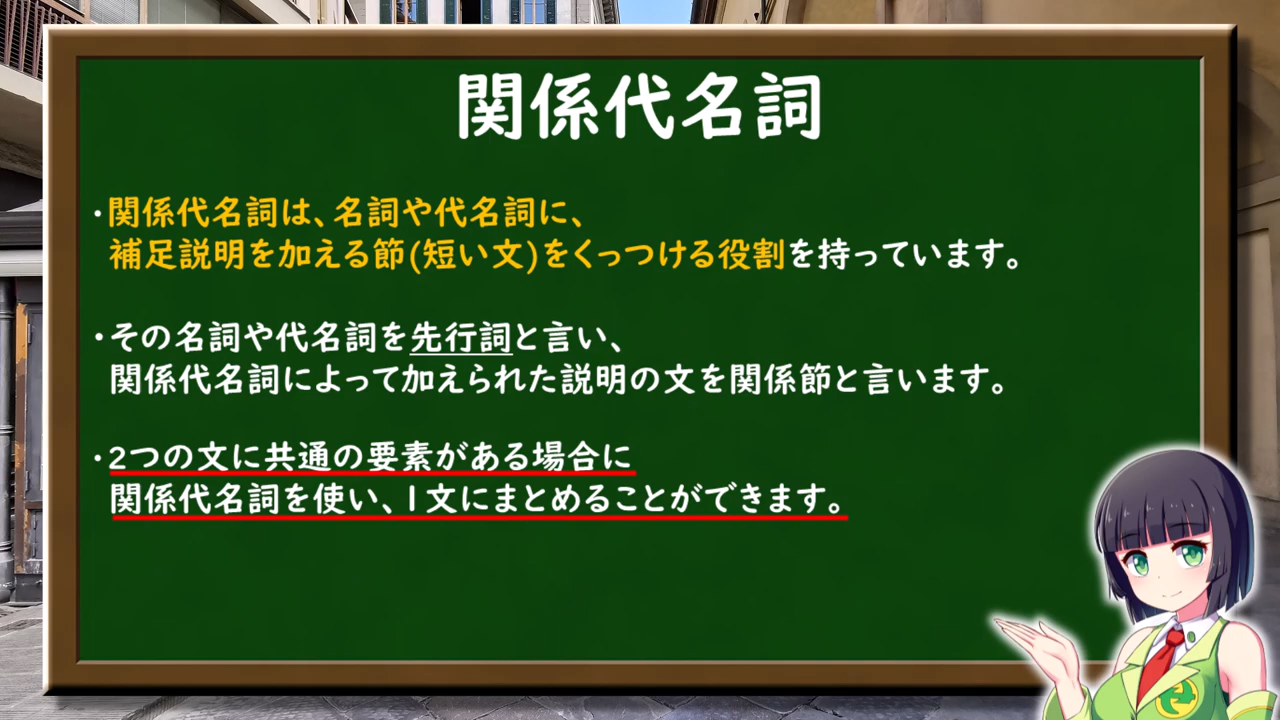 関係代名詞
・関係代名詞は、名詞や代名詞に、
補足説明を加える節(短い文)をくっつける役割を持っています。
・その名詞や代名詞を先行詞と言い、
関係代名詞によって加えられた説明の文を関係節と言います。
・2つの文に共通の要素がある場合に
関係代名詞を使い、1文にまとめることができます。